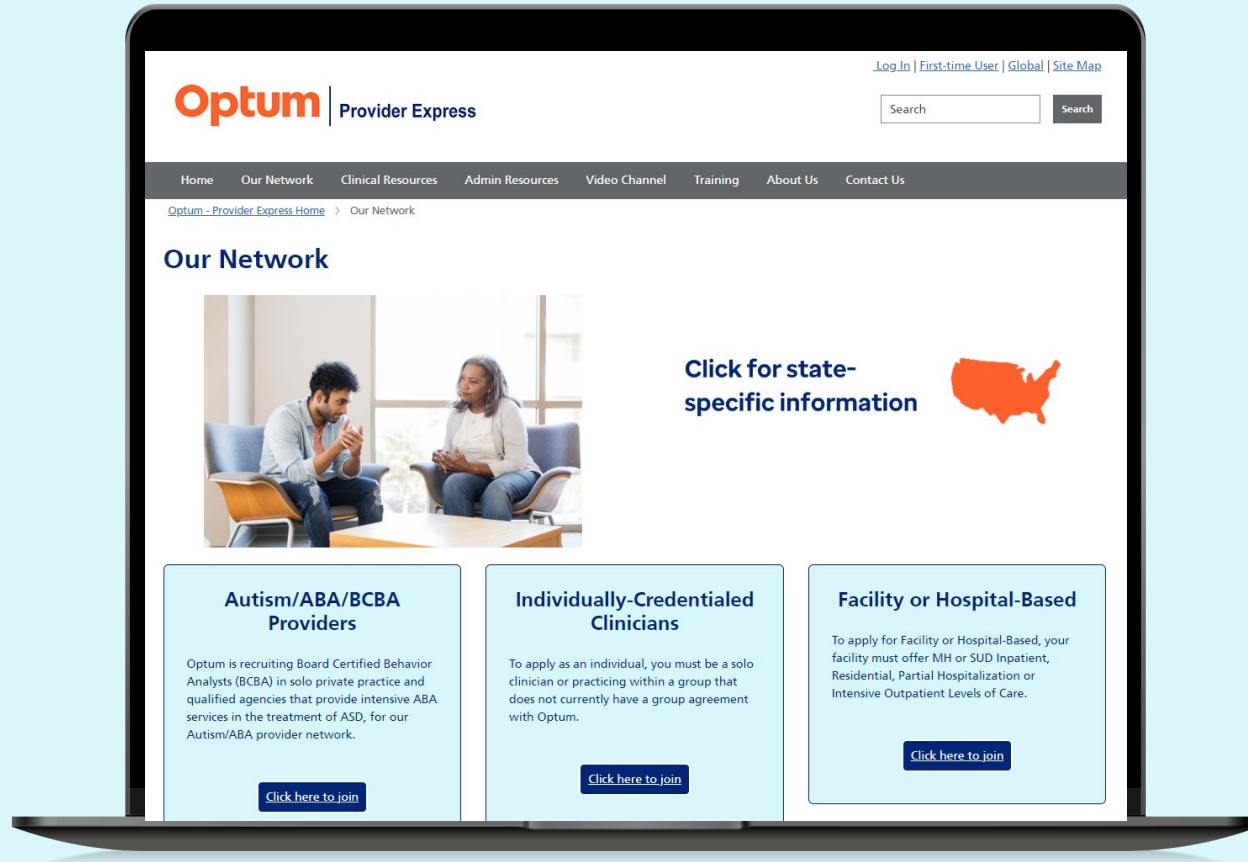 Log In | First-time User | Global | Site Map
Optum | Provider Express
Search
Search
Home Our Network Clinical Resources Admin Resources Video Channel Training About Us Contact Us
Optum - Provider Express Home > Our Network
Our Network
Click for state-
specific information
Autism/ABA/BCBA
Providers
Optum is recruiting Board Certified Behavior
Analysts (BCBA) in solo private practice and
qualified agencies that provide intensive ABA
services in the treatment of ASD, for our
Autism/ABA provider network.
Click here to join
Individually-Credentialed
Clinicians
To apply as an individual, you must be a solo
clinician or practicing within a group that
does not currently have a group agreement
with Optum.
Click here to join
Facility or Hospital-Based
To apply for Facility or Hospital-Based, your
facility must offer MH or SUD Inpatient,
Residential, Partial Hospitalization or
Intensive Outpatient Levels of Care.
Click here to join